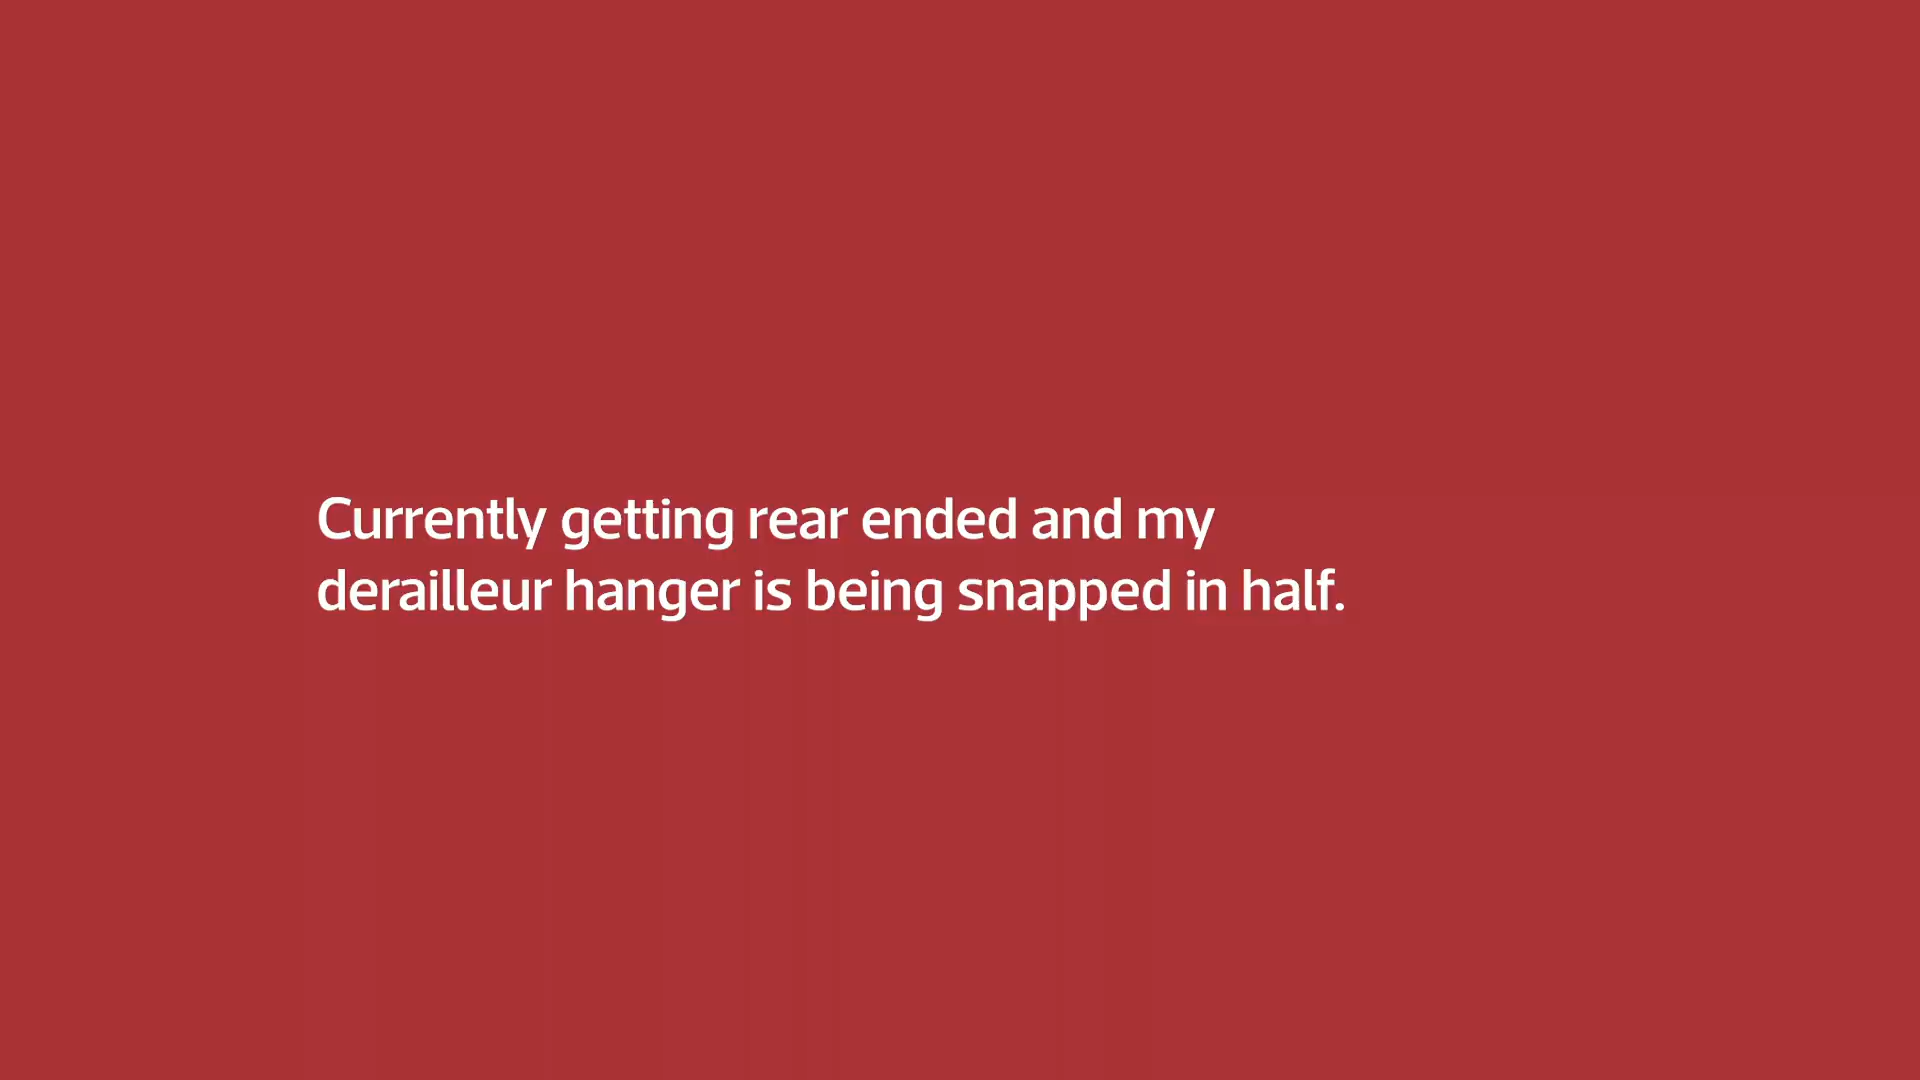 Currently getting rear ended and my
derailleur hanger is being snapped in half.